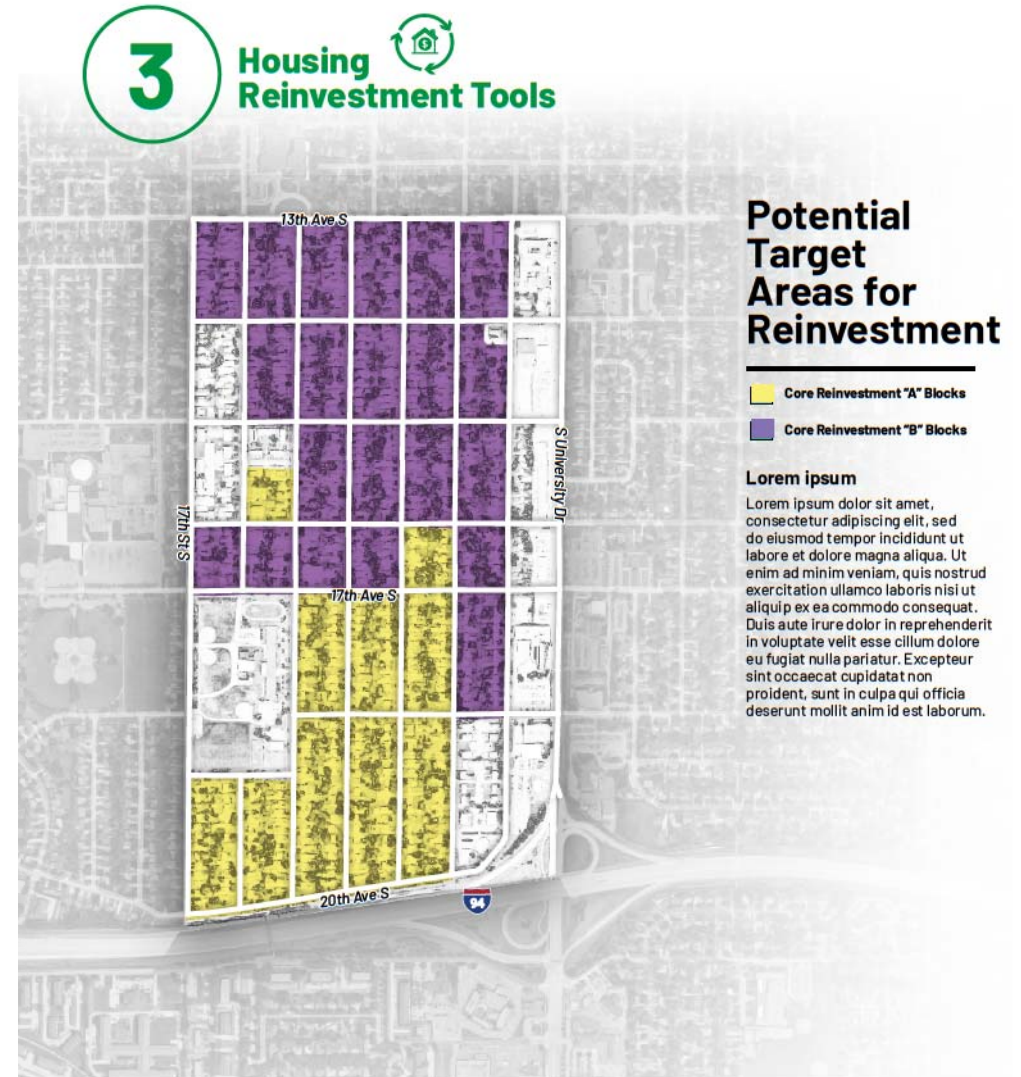 3
Housing
Reinvestment Tools
13th Ave S
S University Dr
17th St S
17th Ave S
20th Ave S
94
Potential
Target
Areas for
Reinvestment
Core Reinvestment "A" Blocks
Core Reinvestment "B" Blocks
Lorem ipsum
Lorem ipsum dolor sit amet,
consectetur adipiscing elit, sed
do eiusmod tempor incididunt ut
labore et dolore magna aliqua. Ut
enim ad minim veniam, quis nostrud
exercitation ullamco laboris nisi ut
aliquip ex ea commodo consequat.
Duis aute irure dolor in reprehenderit
in voluptate velit esse cillum dolore
eu fugiat nulla pariatur. Excepteur
sint occaecat cupidatat non
proident, sunt in culpa qui officia
deserunt mollit anim id est laborum.